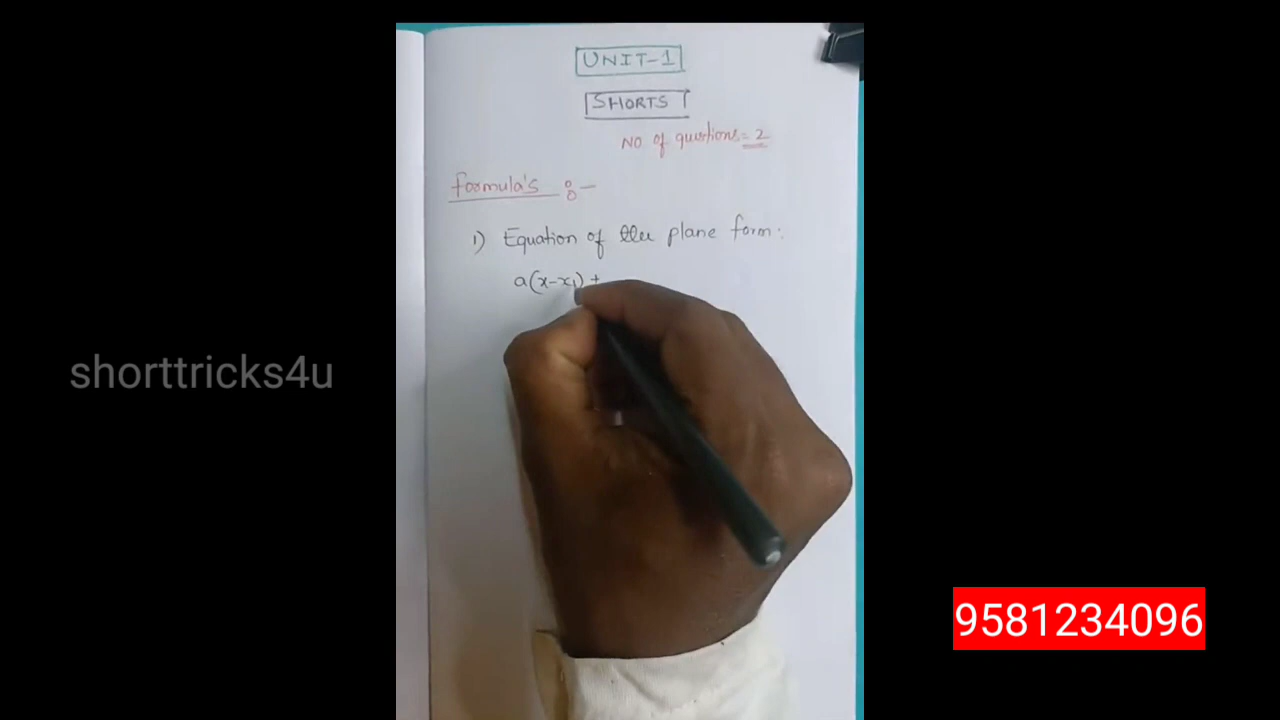 UNIT-1
SHORTS
NO of questions = 2
formula's :-
1) Equation of the plane form:
a(x-x1) +
shorttricks4u
9581234096